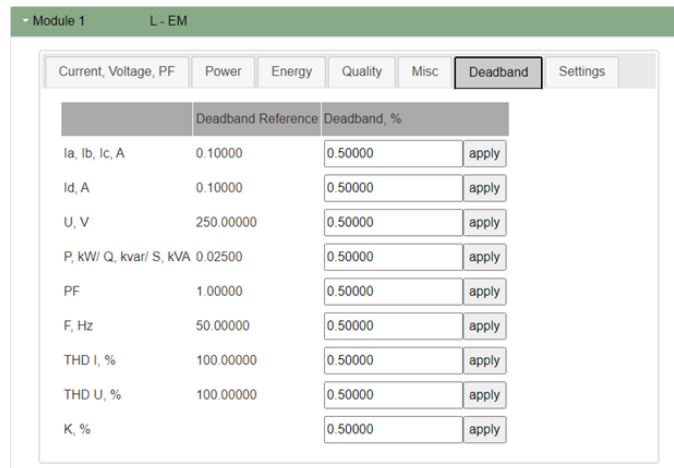 Module 1 L - EM
Current, Voltage, PF Power Energy Quality Misc Deadband Settings
Deadband Reference Deadband, %
Ia, Ib, Ic, A 0.10000 0.50000 apply
Id, A 0.10000 0.50000 apply
U, V 250.00000 0.50000 apply
P, kW/ Q, kvar/ S, kVA 0.02500 0.50000 apply
PF 1.00000 0.50000 apply
F, Hz 50.00000 0.50000 apply
THD I, % 100.00000 0.50000 apply
THD U, % 100.00000 0.50000 apply
K, % 0.50000 apply